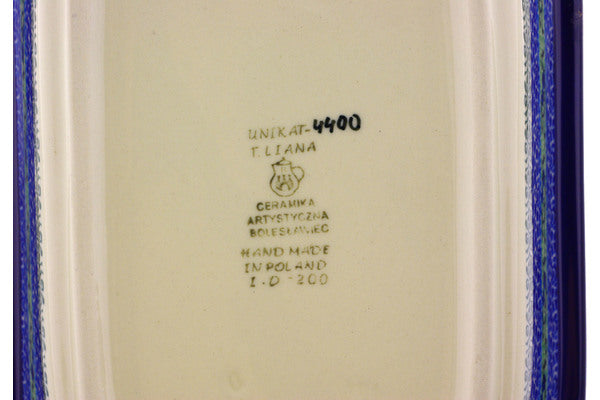 UNIKAT-4400
T. LIANA
CERAMIKA
ARTYSTYCZNA
BOLESŁAWIEC
HAND MADE
IN POLAND
I.D-200